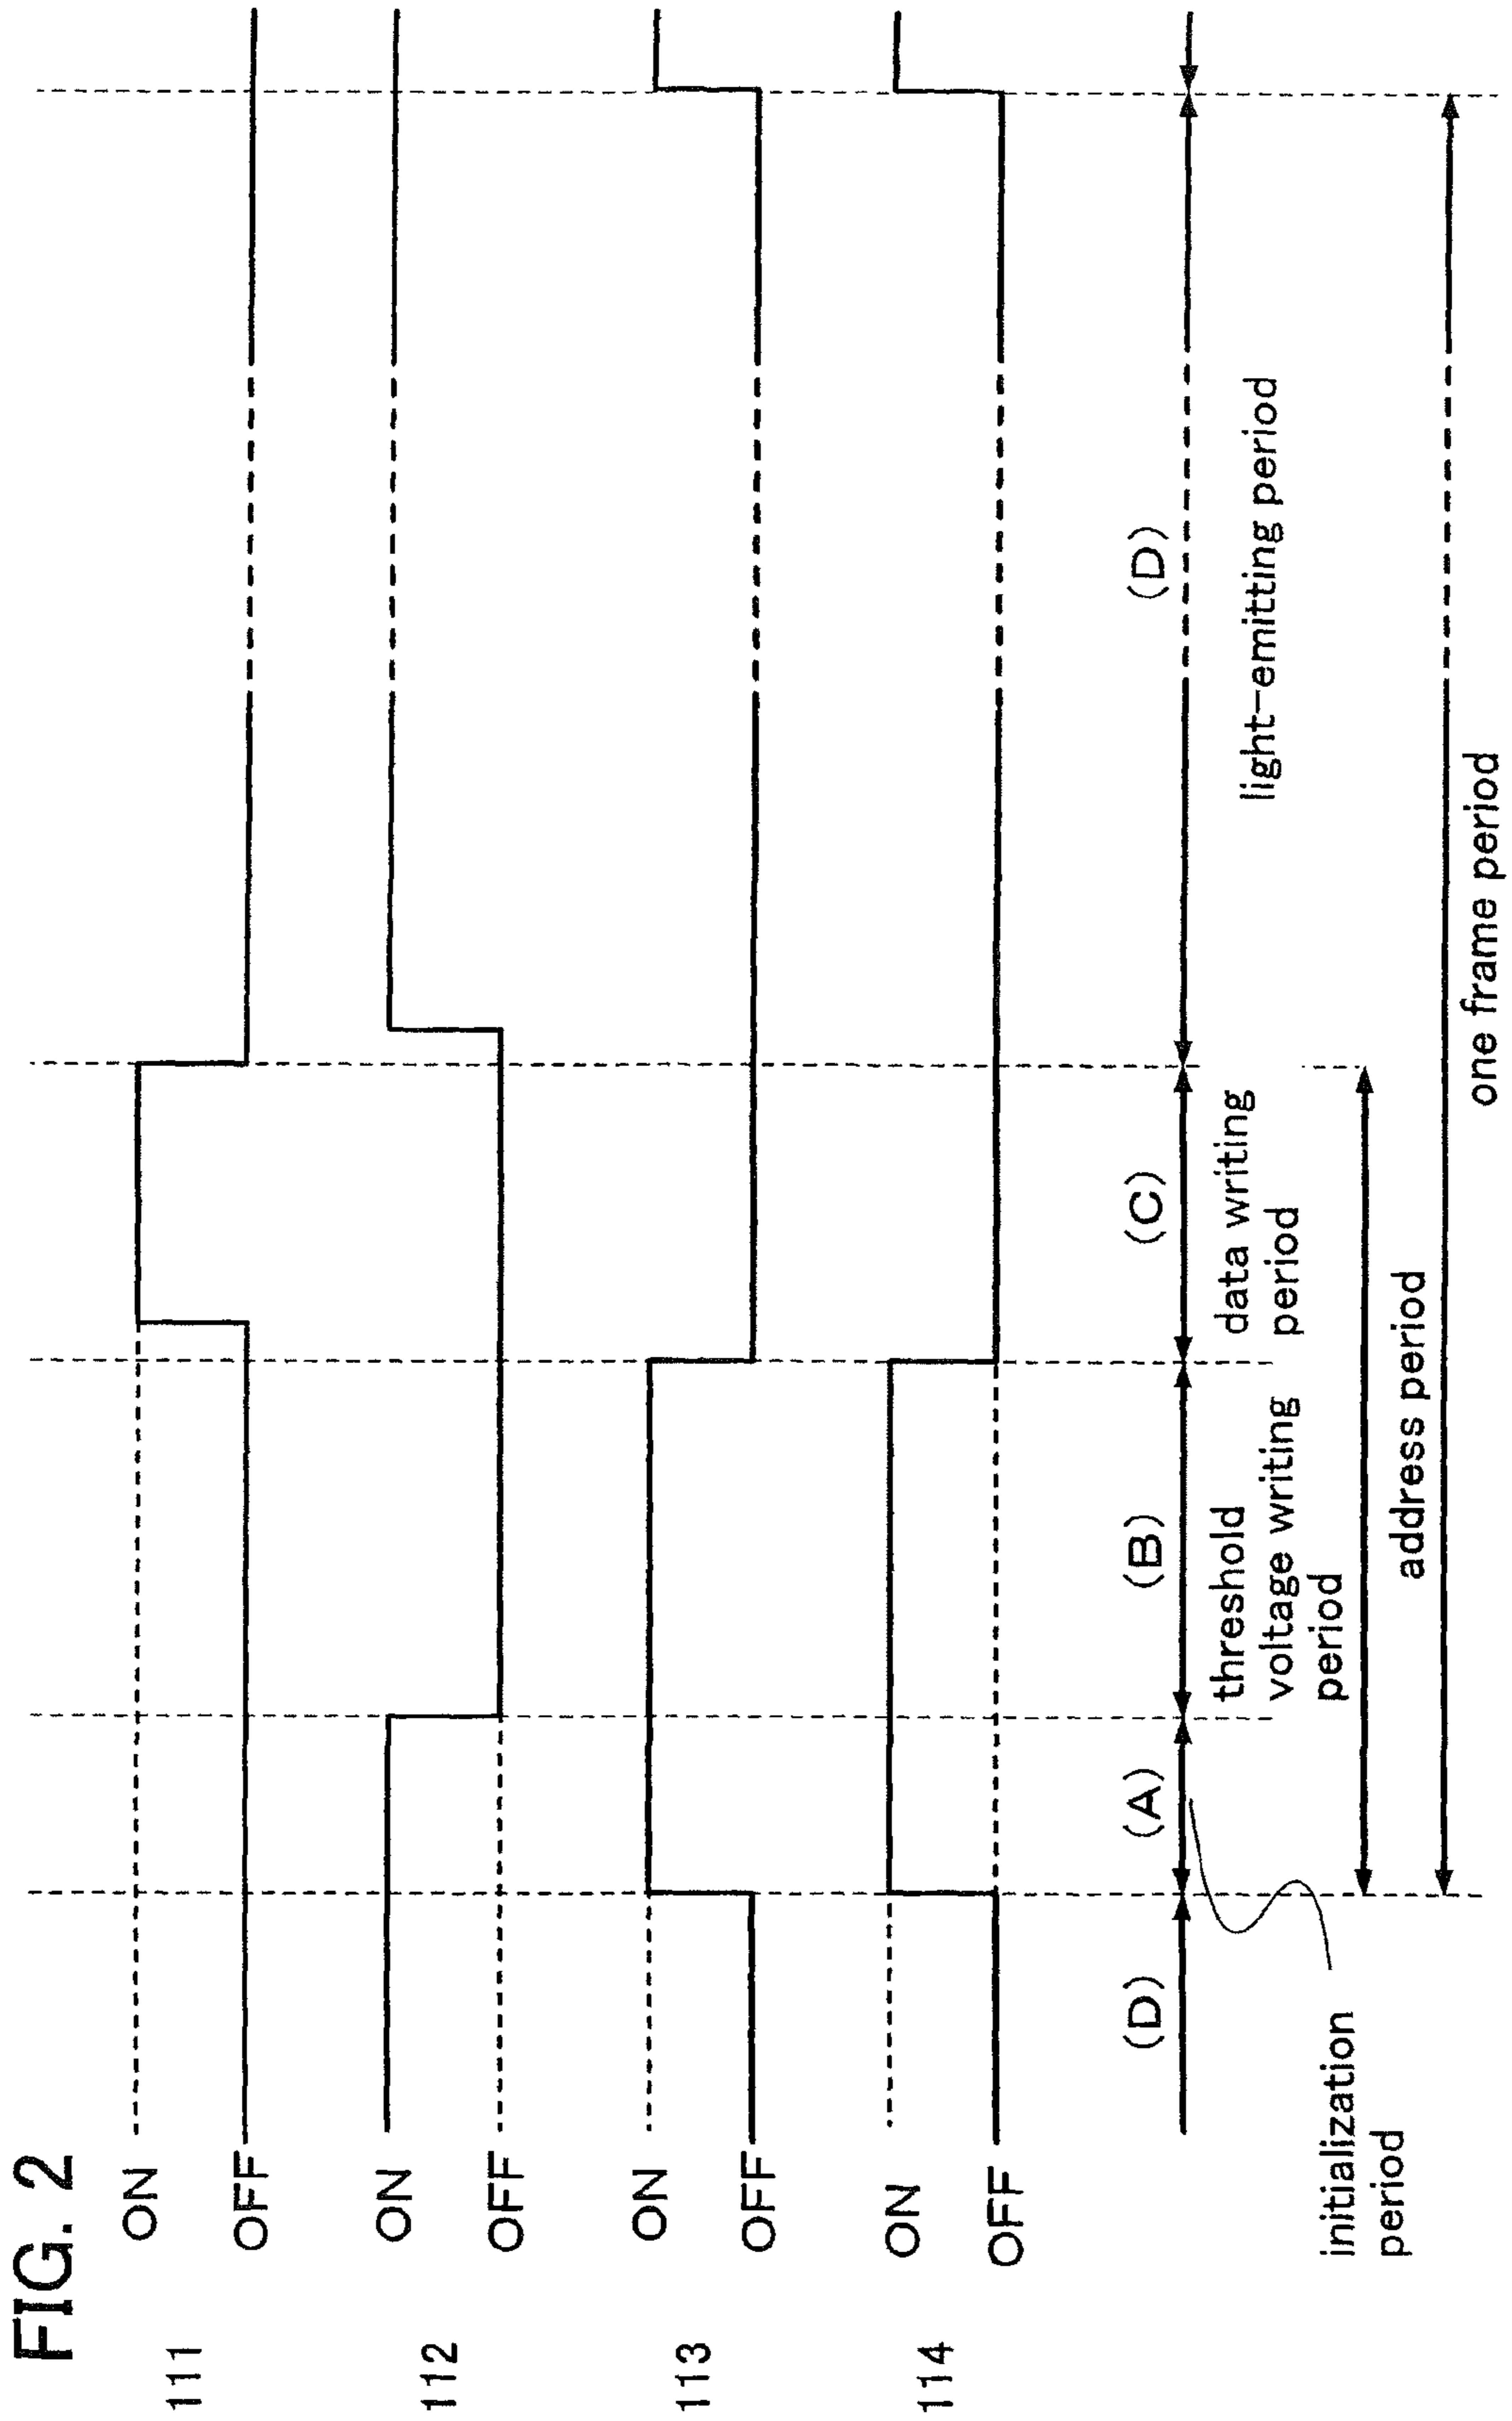 FIG. 2
111
ON
OFF
112
ON
OFF
113
ON
OFF
114
ON
OFF
(D)
(A)
(B)
(C)
(D)
initialization
period
threshold
voltage writing
period
data writing
period
light-emitting period
address period
one frame period